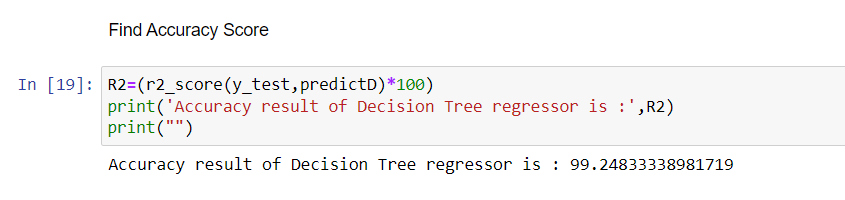 Find Accuracy Score
In [19]: R2=(r2_score(y_test,predictD)*100)
print('Accuracy result of Decision Tree regressor is :',R2)
print("")
Accuracy result of Decision Tree regressor is : 99.24833338981719